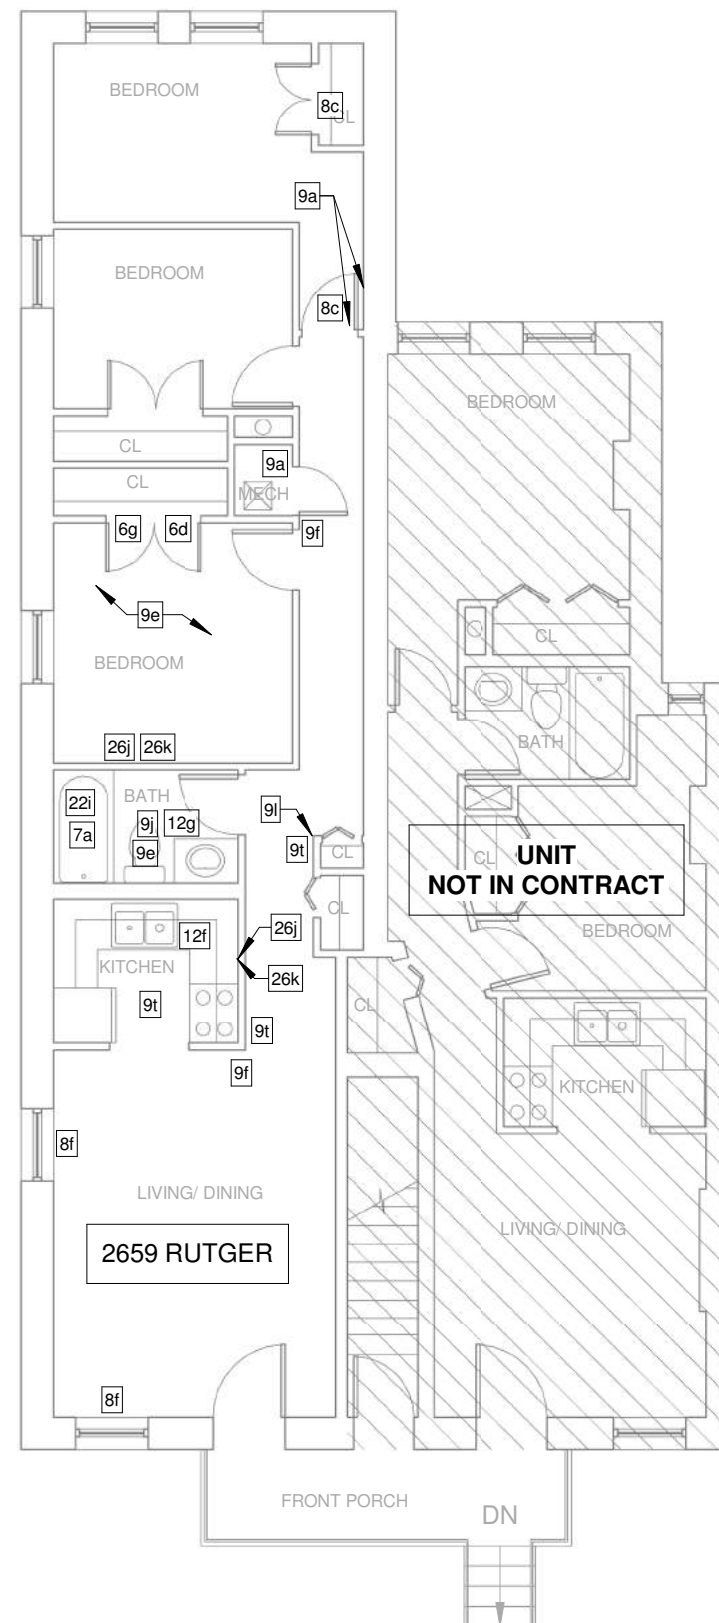 BEDROOM
8c
CL
9a
BEDROOM
8c
BEDROOM
CL
9a
CL
MECH
6g
6d
9f
9e
CL
BEDROOM
26j
26k
BATH
22i
BATH
9l
9j
12g
7a
9t
UNIT
9e
CL
CL
NOT IN CONTRACT
CL
26j
12f
BEDROOM
KITCHEN
26k
9t
CL
9t
9f
KITCHEN
8f
LIVING/ DINING
LIVING/ DINING
2659 RUTGER
8f
FRONT PORCH
DN